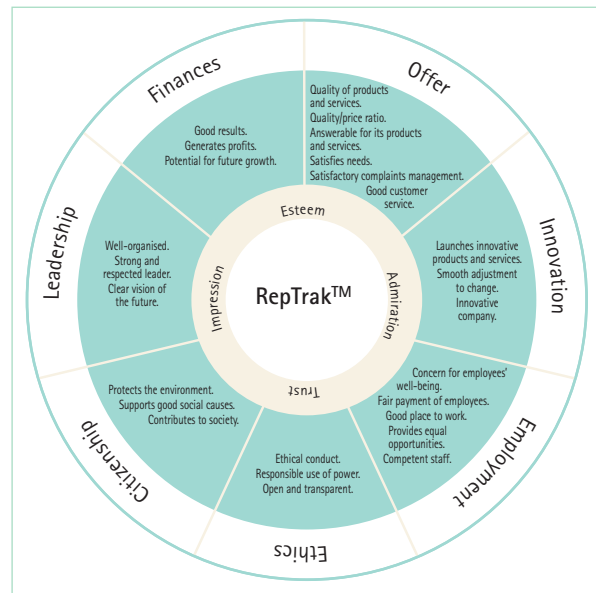 Finances
Good results.
Generates profits.
Potential for future growth.
Offer
Quality of products
and services.
Quality/price ratio.
Answerable for its products
and services.
Satisfies needs.
Satisfactory complaints management.
Good customer
service.
Innovation
Launches innovative
products and services.
Smooth adjustment
to change.
Innovative
company.
Employment
Concern for employees'
well-being.
Fair payment of employees.
Good place to work.
Provides equal
opportunities.
Competent staff.
Ethics
Ethical conduct.
Responsible use of power.
Open and transparent.
Citizenship
Protects the environment.
Supports good social causes.
Contributes to society.
Leadership
Well-organised.
Strong and
respected leader.
Clear vision of
the future.
Esteem
Admiration
Trust
Impression
RepTrak™